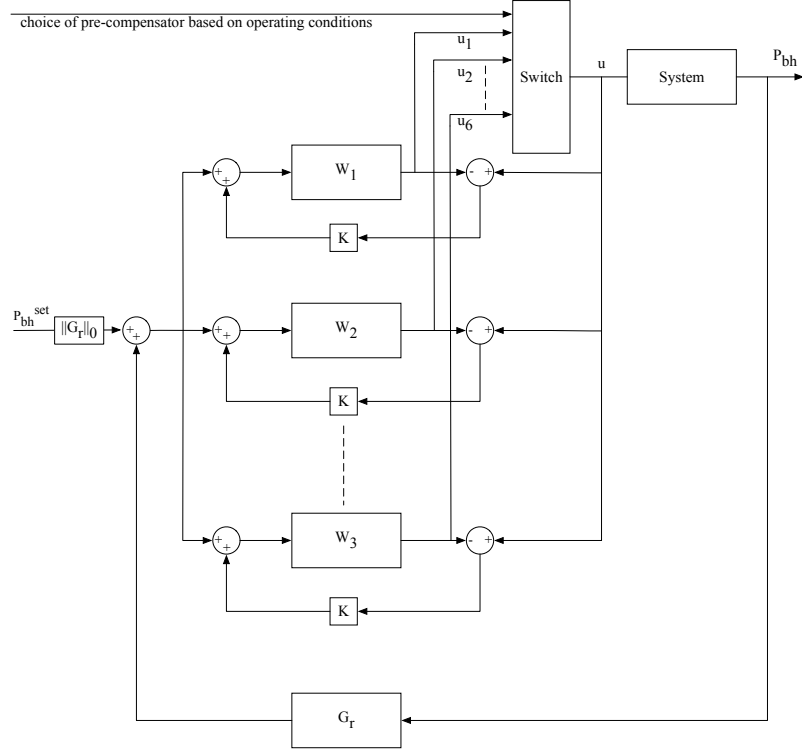 choice of pre-compensator based on operating conditions
u1
u2
u6
Switch
u
System
Pbh
+
+
W1
-
+
K
Pbh^set
||Gr||0
+
+
+
+
W2
-
+
K
+
+
W3
-
+
K
Gr